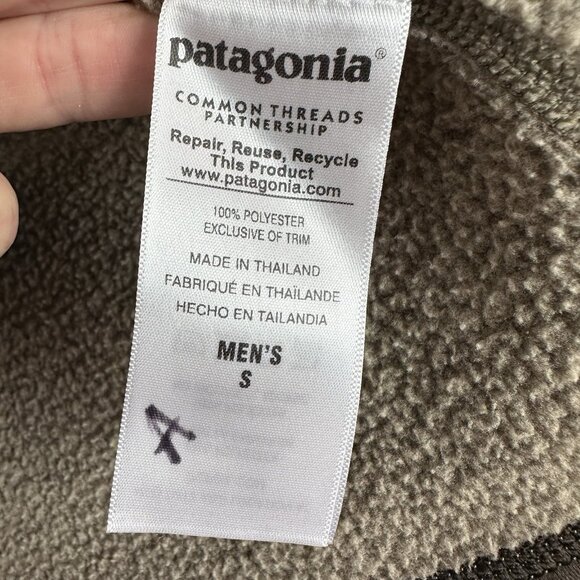 patagonia®
COMMON THREADS
PARTNERSHIP
Repair, Reuse, Recycle
This Product
www.patagonia.com
100% POLYESTER
EXCLUSIVE OF TRIM
MADE IN THAILAND
FABRIQUÉ EN THAÏLANDE
HECHO EN TAILANDIA
MEN'S
S